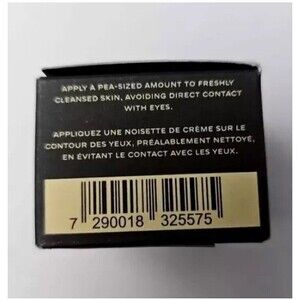 APPLY A PEA-SIZED AMOUNT TO FRESHLY
CLEANSED SKIN, AVOIDING DIRECT CONTACT
WITH EYES.
APPLIQUEZ UNE NOISETTE DE CRÈME SUR LE
CONTOUR DES YEUX, PRÉALABLEMENT NETTOYÉ,
EN ÉVITANT LE CONTACT AVEC LES YEUX.
7 290018 325575